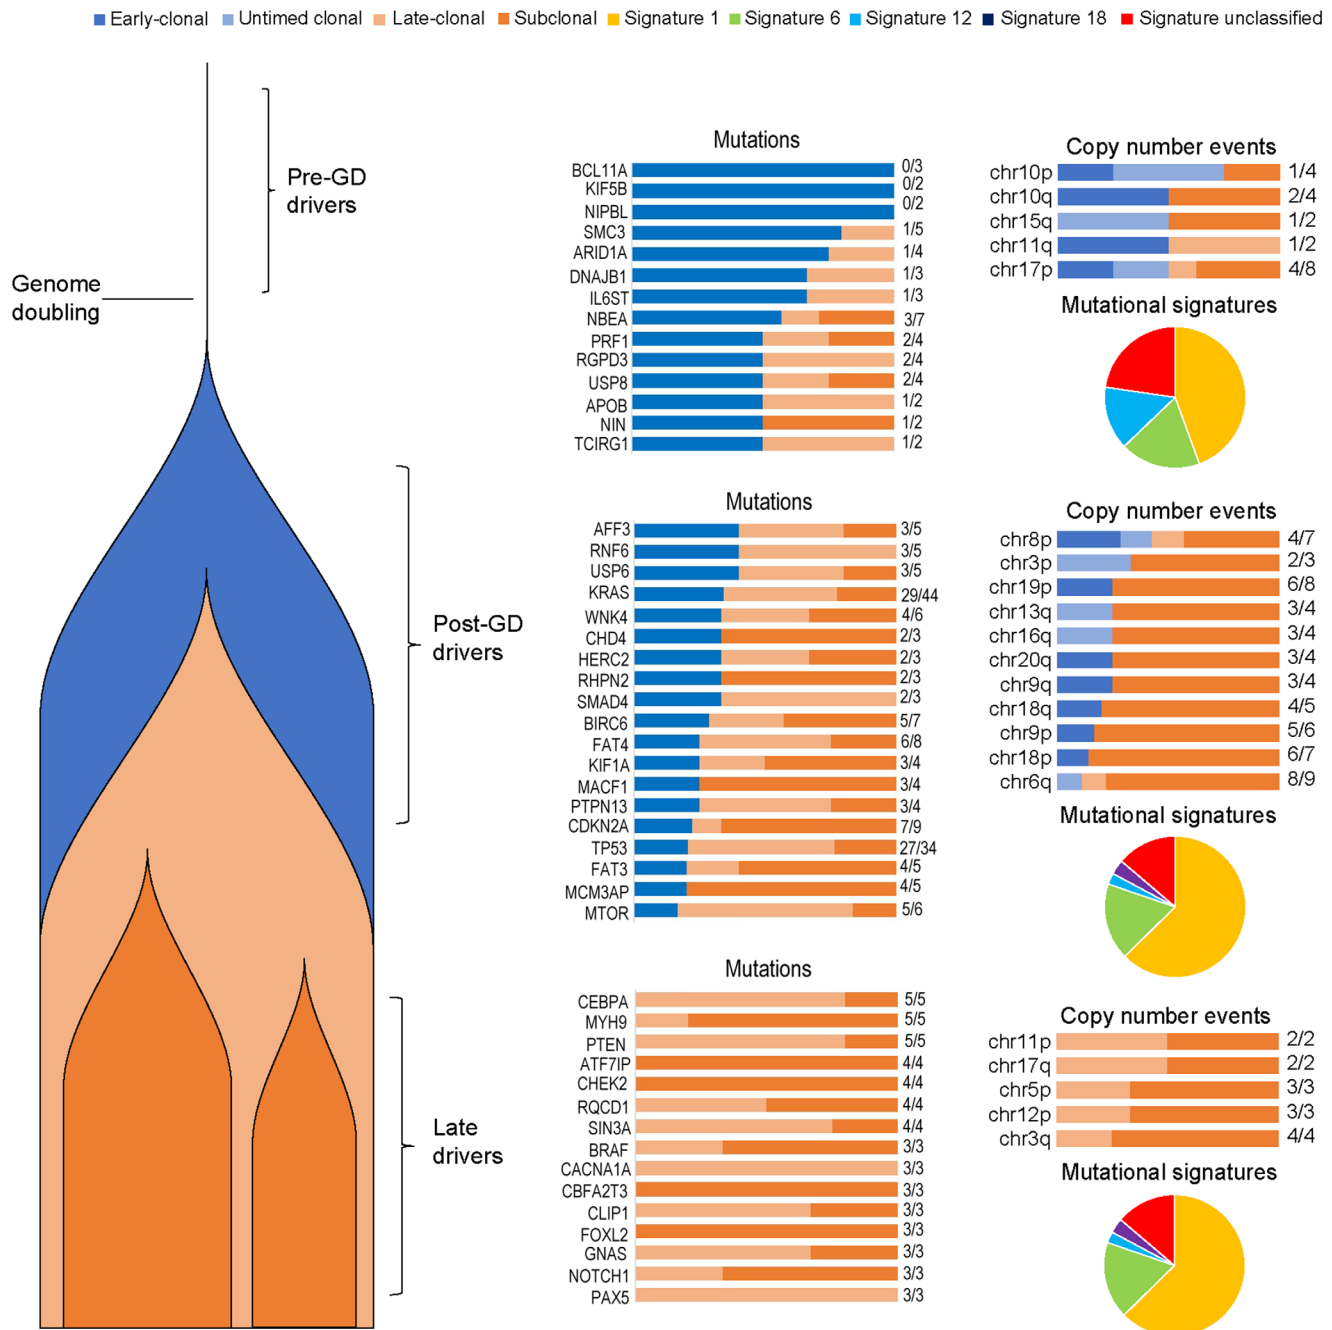 Early-clonal Untimed clonal Late-clonal Subclonal Signature 1 Signature 6 Signature 12 Signature 18 Signature unclassified
Pre-GD
drivers
Genome
doubling
Post-GD
drivers
Late
drivers
Mutations
BCL11A 0/3
KIF5B 0/2
NIPBL 0/2
SMC3 1/5
ARID1A 1/4
DNAJB1 1/3
IL6ST 1/3
NBEA 3/7
PRF1 2/4
RGPD3 2/4
USP8 2/4
APOB 1/2
NIN 1/2
TCIRG1 1/2
Copy number events
chr10p 1/4
chr10q 2/4
chr15q 1/2
chr11q 1/2
chr17p 4/8
Mutational signatures
Mutations
AFF3 3/5
RNF6 3/5
USP6 3/5
KRAS 29/44
WNK4 4/6
CHD4 2/3
HERC2 2/3
RHPN2 2/3
SMAD4 2/3
BIRC6 5/7
FAT4 6/8
KIF1A 3/4
MACF1 3/4
PTPN13 3/4
CDKN2A 7/9
TP53 27/34
FAT3 4/5
MCM3AP 4/5
MTOR 5/6
Copy number events
chr8p 4/7
chr3p 2/3
chr19p 6/8
chr13q 3/4
chr16q 3/4
chr20q 3/4
chr9q 3/4
chr18q 4/5
chr9p 5/6
chr18p 6/7
chr6q 8/9
Mutational signatures
Mutations
CEBPA 5/5
MYH9 5/5
PTEN 5/5
ATF7IP 4/4
CHEK2 4/4
RQCD1 4/4
SIN3A 4/4
BRAF 3/3
CACNA1A 3/3
CBFA2T3 3/3
CLIP1 3/3
FOXL2 3/3
GNAS 3/3
NOTCH1 3/3
PAX5 3/3
Copy number events
chr11p 2/2
chr17q 2/2
chr5p 3/3
chr12p 3/3
chr3q 4/4
Mutational signatures